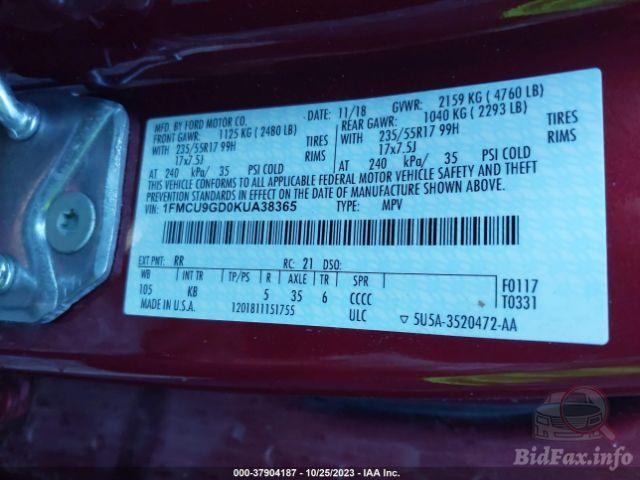 MFD. BY FORD MOTOR CO.
DATE: 11/18 GVWR: 2159 KG ( 4760 LB)
FRONT GAWR: 1125 KG ( 2480 LB)
REAR GAWR: 1040 KG ( 2293 LB)
WITH 235/55R17 99H TIRES
WITH 235/55R17 99H TIRES
17x7.5J RIMS
17x7.5J RIMS
AT 240 kPa/ 35 PSI COLD
AT 240 kPa/ 35 PSI COLD
THIS VEHICLE CONFORMS TO ALL APPLICABLE FEDERAL MOTOR VEHICLE SAFETY AND THEFT
PREVENTION STANDARDS IN EFFECT ON THE DATE OF MANUFACTURE SHOWN ABOVE.
VIN: 1FMCU9GD0KUA38365 TYPE: MPV
EXT PNT: RR RC: 21 DSO:
WB INT TR TP/PS R AXLE TR SPR
105 KB 5 35 6 CCCC
F0117
T0331
MADE IN U.S.A. 1201811151755 ULC ▽ 5U5A-3520472-AA
BidFax.info
000-37904187 - 10/25/2023 - IAA Inc.